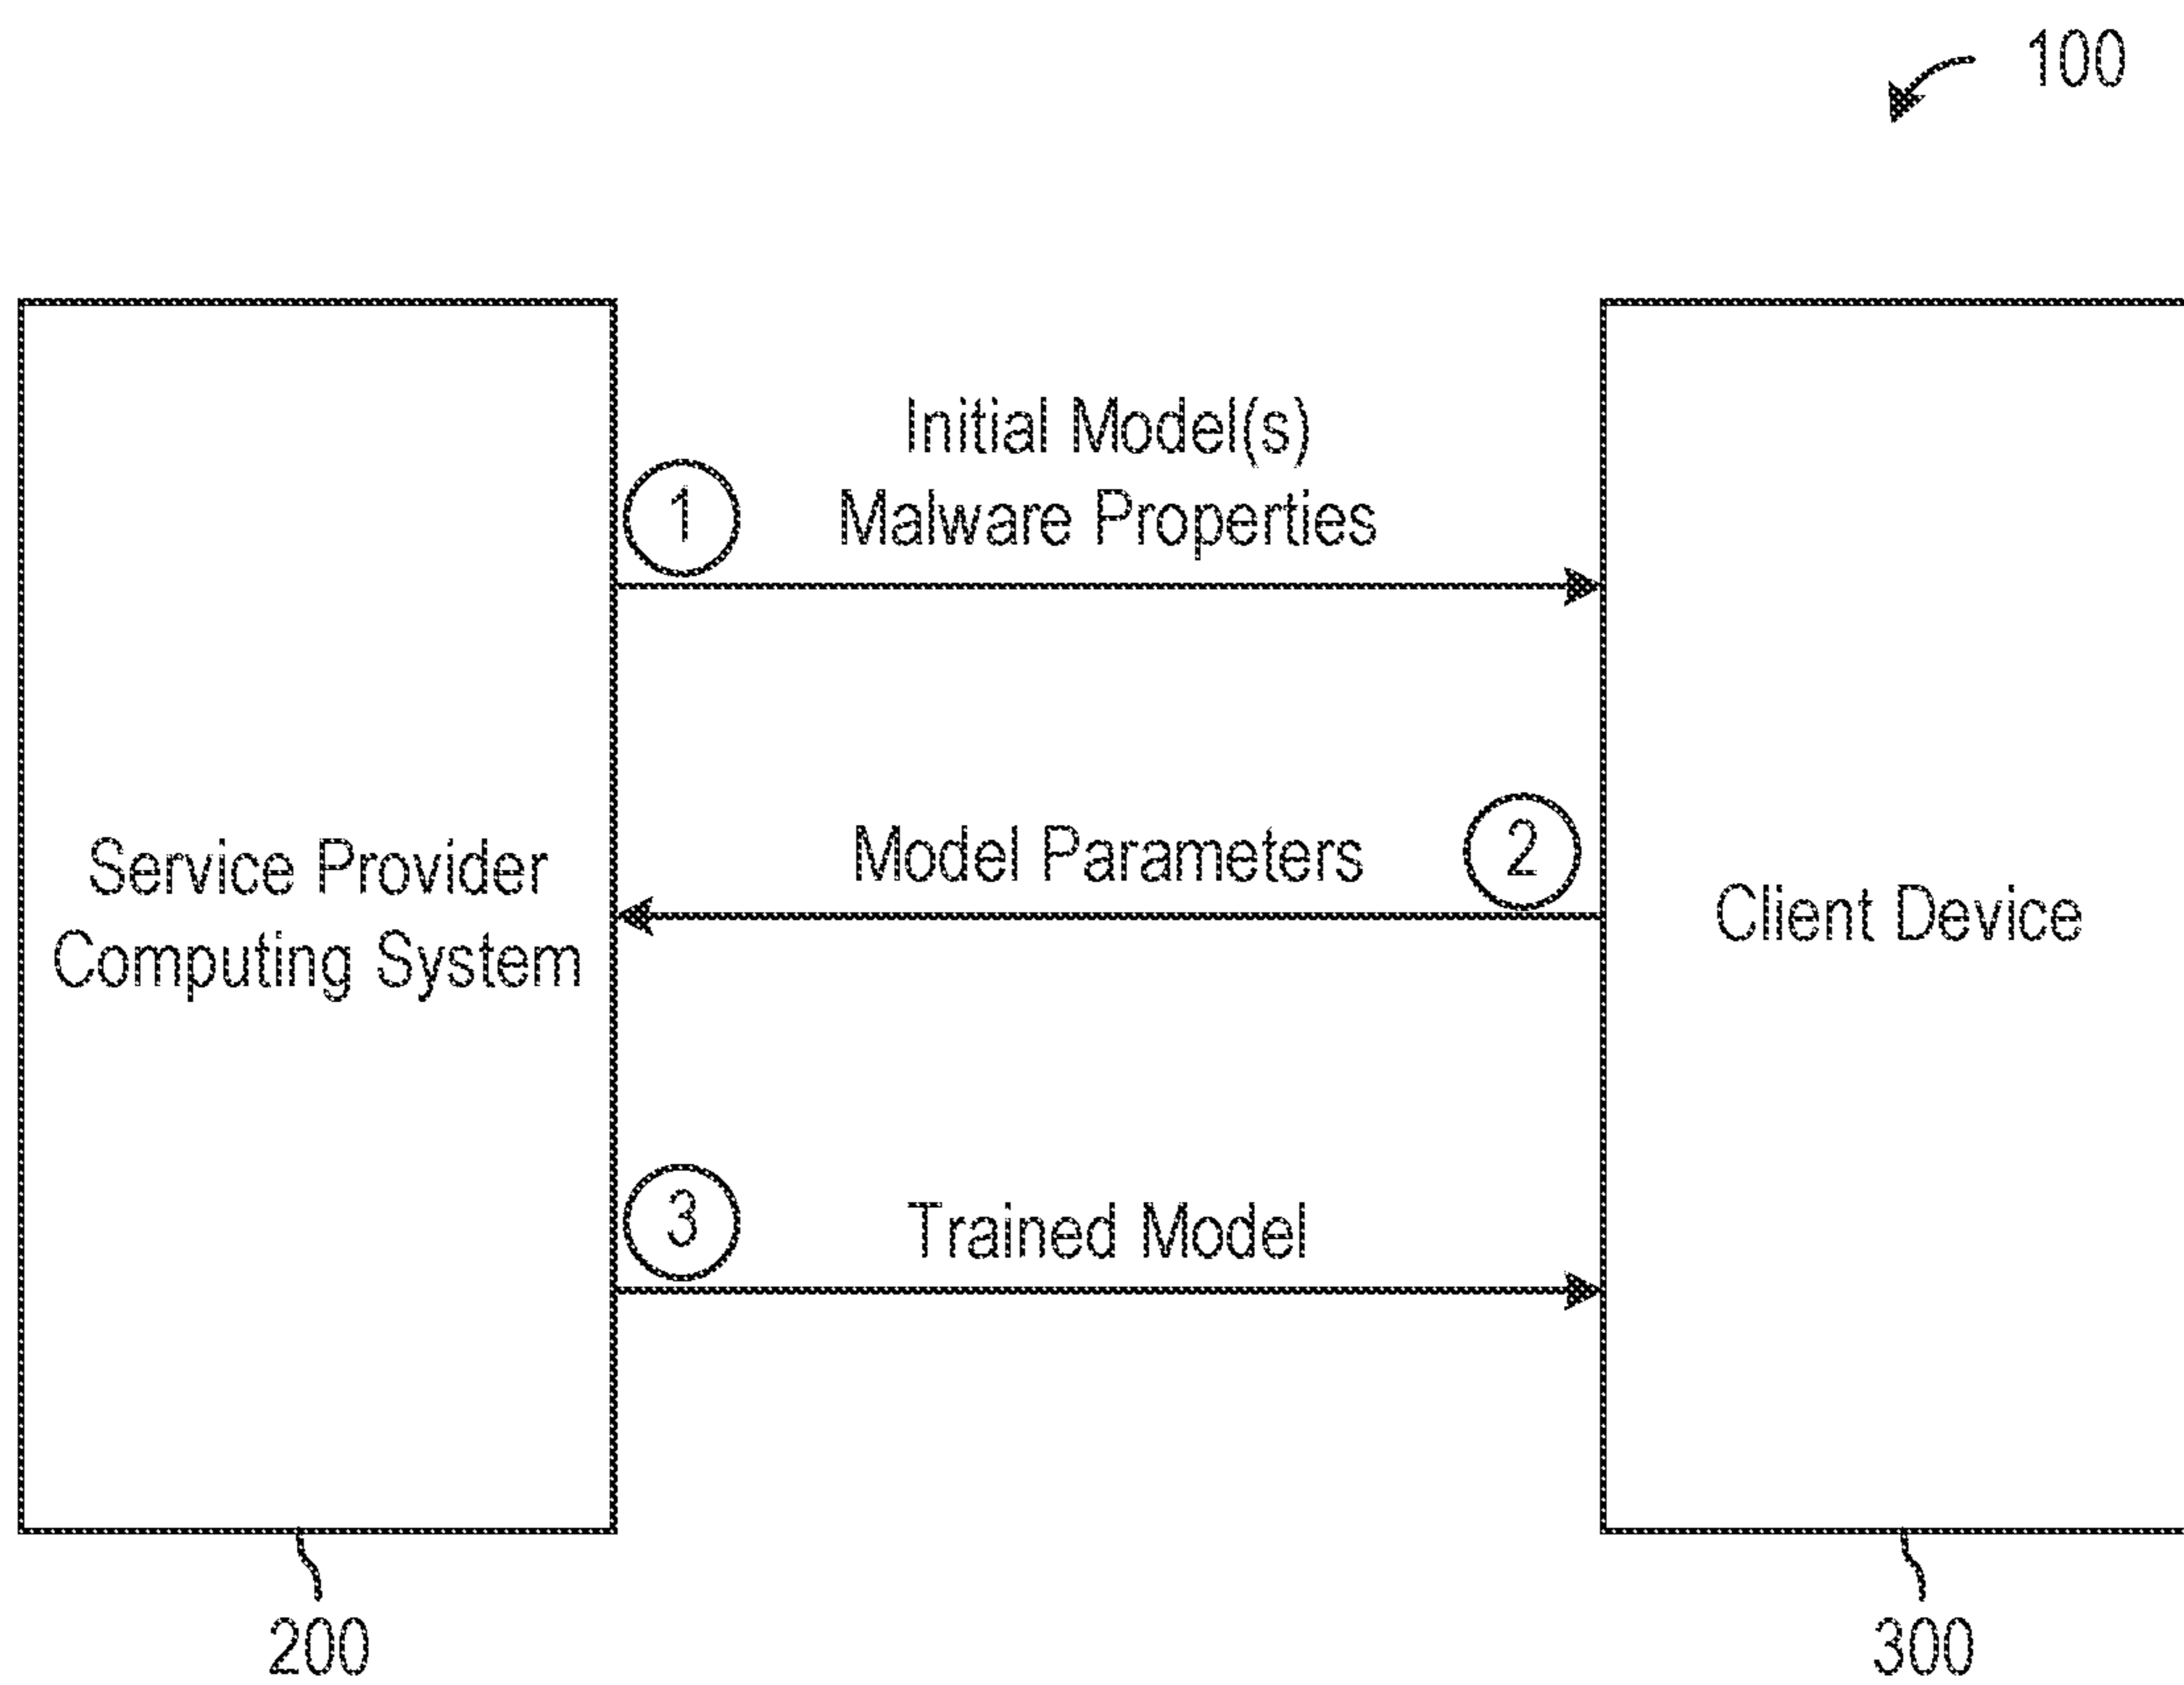 100
Initial Model(s)
Malware Properties
1
Model Parameters
2
Service Provider
Computing System
Client Device
3
Trained Model
200
300